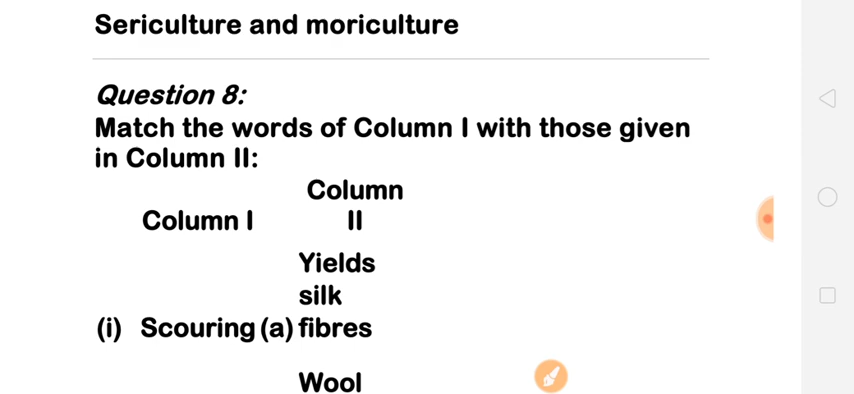 Sericulture and moriculture
Question 8:
Match the words of Column I with those given
in Column II:
Column
Column I II
Yields
silk
(i) Scouring (a) fibres
Wool